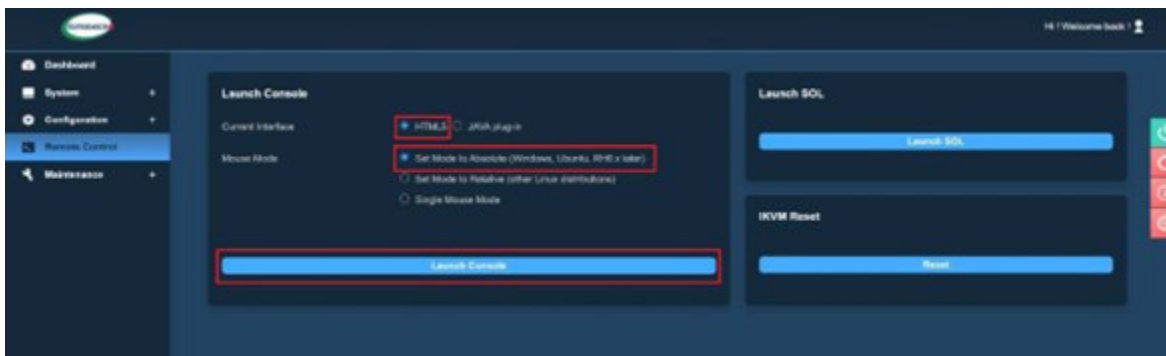 SUPERMICRO
Hi ! Welcome back !
Dashboard
System +
Configuration +
Remote Control
Maintenance +
Launch Console
Current Interface
HTML5 JAVA plug-in
Mouse Mode
Set Mode to Absolute (Windows, Ubuntu, RH6.x later)
Set Mode to Relative (other Linux distributions)
Single Mouse Mode
Launch Console
Launch SOL
Launch SOL
IKVM Reset
Reset